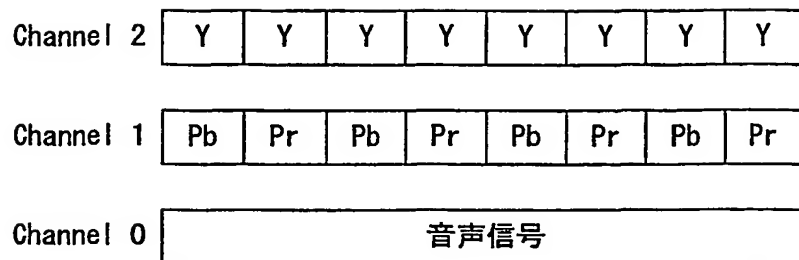 Channel 2 Y Y Y Y Y Y Y Y
Channel 1 Pb Pr Pb Pr Pb Pr Pb Pr
Channel 0 音声信号